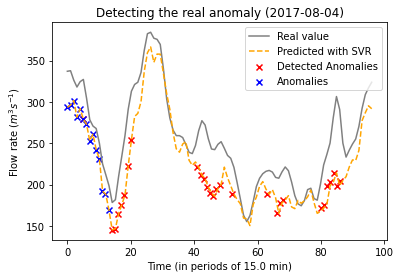 Detecting the real anomaly (2017-08-04)
Real value
Predicted with SVR
Detected Anomalies
Anomalies
Flow rate (m³s⁻¹)
350
300
250
200
150
0 20 40 60 80 100
Time (in periods of 15.0 min)